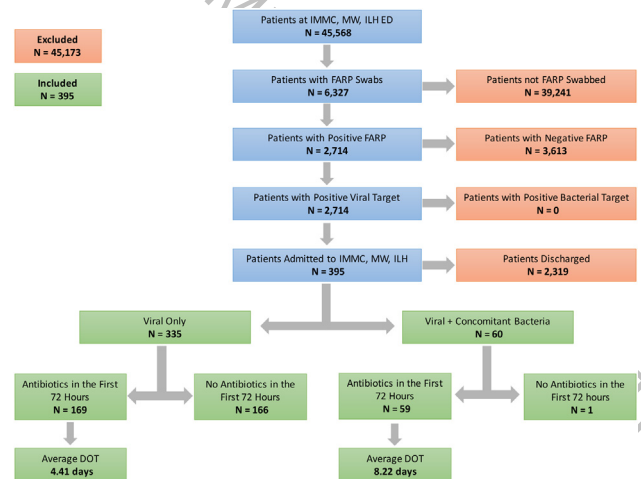 Patients at IMMC, MW, ILH ED
N = 45,568
Excluded
N = 45,173
Included
N = 395
Patients with FARP Swabs
N = 6,327
Patients not FARP Swabbed
N = 39,241
Patients with Positive FARP
N = 2,714
Patients with Negative FARP
N = 3,613
Patients with Positive Viral Target
N = 2,714
Patients with Positive Bacterial Target
N = 0
Patients Admitted to IMMC, MW, ILH
N = 395
Patients Discharged
N = 2,319
Viral Only
N = 335
Viral + Concomitant Bacteria
N = 60
Antibiotics in the First
72 Hours
N = 169
No Antibiotics in the
First 72 Hours
N = 166
Antibiotics in the First
72 Hours
N = 59
No Antibiotics in the
First 72 hours
N = 1
Average DOT
4.41 days
Average DOT
8.22 days